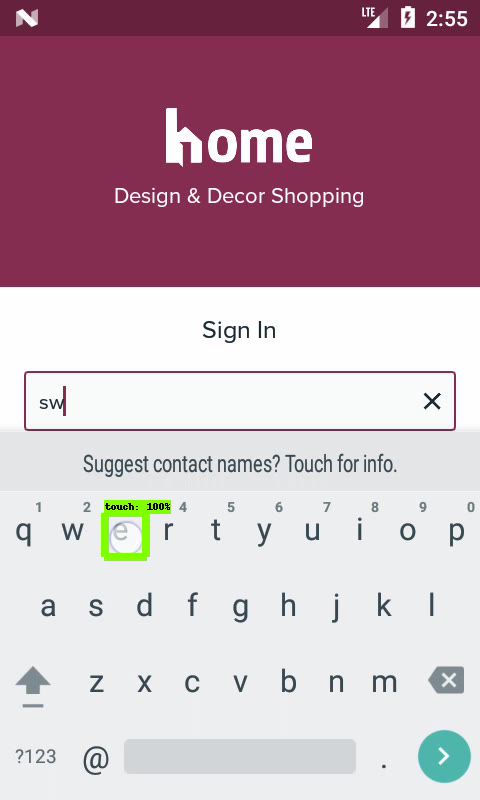 LTE 2:55
home
Design & Decor Shopping
Sign In
sw
Suggest contact names? Touch for info.
touch: 100%
1 2 4 5 6 7 8 9 0
q w e r t y u i o p
a s d f g h j k l
z x c v b n m
?123 @ .